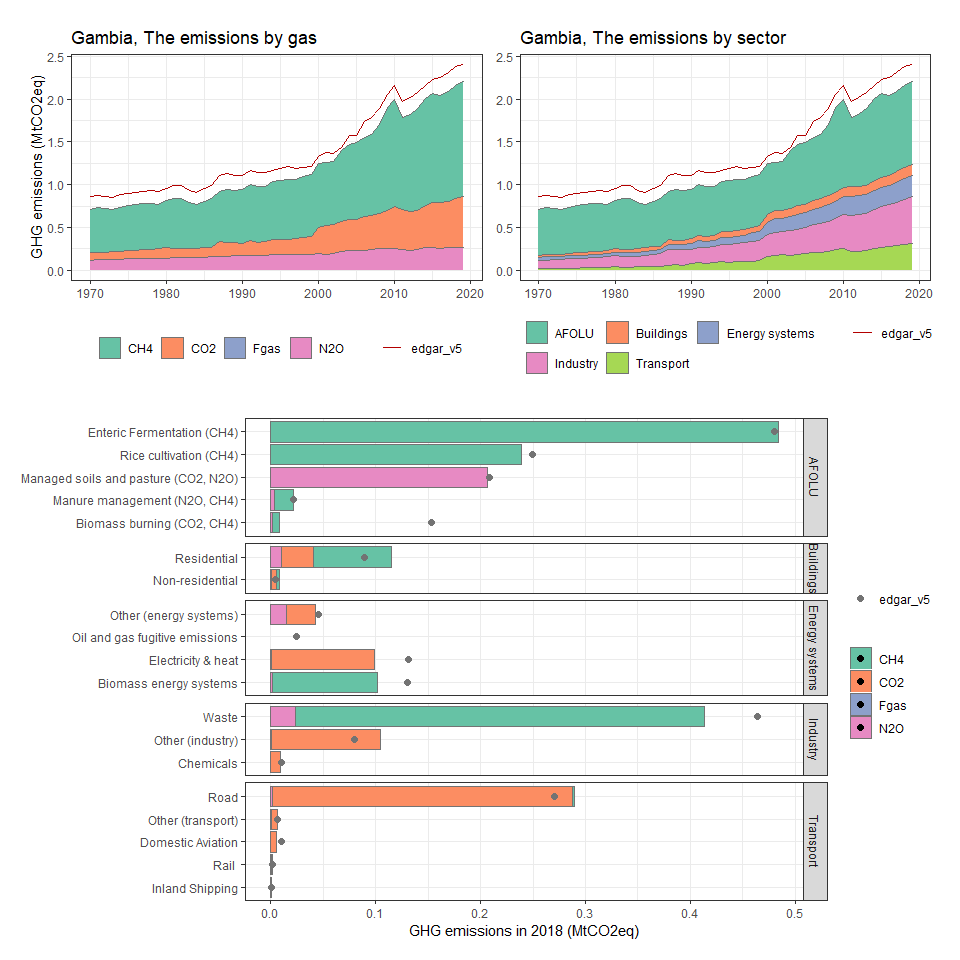 Gambia, The emissions by gas
GHG emissions (MtCO2eq)
2.5
2.0
1.5
1.0
0.5
0.0
1970 1980 1990 2000 2010 2020
CH4 CO2 Fgas N2O edgar_v5
Gambia, The emissions by sector
2.5
2.0
1.5
1.0
0.5
0.0
1970 1980 1990 2000 2010 2020
AFOLU Buildings Energy systems edgar_v5
Industry Transport
Enteric Fermentation (CH4)
Rice cultivation (CH4)
Managed soils and pasture (CO2, N2O)
Manure management (N2O, CH4)
Biomass burning (CO2, CH4)
AFOLU
Residential
Non-residential
Buildings
Other (energy systems)
Oil and gas fugitive emissions
Electricity & heat
Biomass energy systems
Energy systems
Waste
Other (industry)
Chemicals
Industry
Road
Other (transport)
Domestic Aviation
Rail
Inland Shipping
Transport
0.0 0.1 0.2 0.3 0.4 0.5
GHG emissions in 2018 (MtCO2eq)
edgar_v5
CH4
CO2
Fgas
N2O